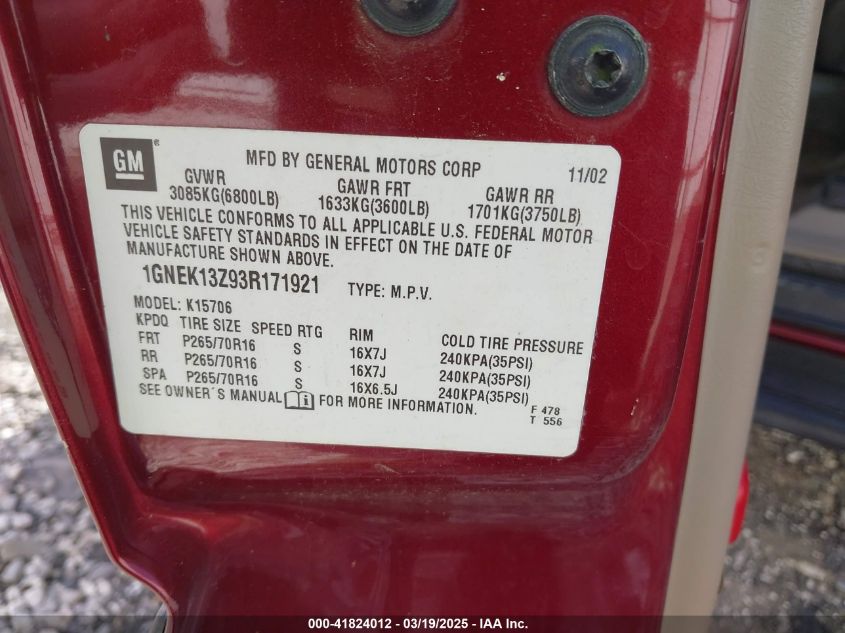 GM
MFD BY GENERAL MOTORS CORP 11/02
GVWR GAWR FRT GAWR RR
3085KG(6800LB) 1633KG(3600LB) 1701KG(3750LB)
THIS VEHICLE CONFORMS TO ALL APPLICABLE U.S. FEDERAL MOTOR
VEHICLE SAFETY STANDARDS IN EFFECT ON THE DATE OF
MANUFACTURE SHOWN ABOVE.
1GNEK13Z93R171921 TYPE: M.P.V.
MODEL: K15706
KPDQ TIRE SIZE SPEED RTG RIM COLD TIRE PRESSURE
FRT P265/70R16 S 16X7J 240KPA(35PSI)
RR P265/70R16 S 16X7J 240KPA(35PSI)
SPA P265/70R16 S 16X6.5J 240KPA(35PSI)
SEE OWNER´S MANUAL FOR MORE INFORMATION.
F 478
T 556
000-41824012 - 03/19/2025 - IAA Inc.